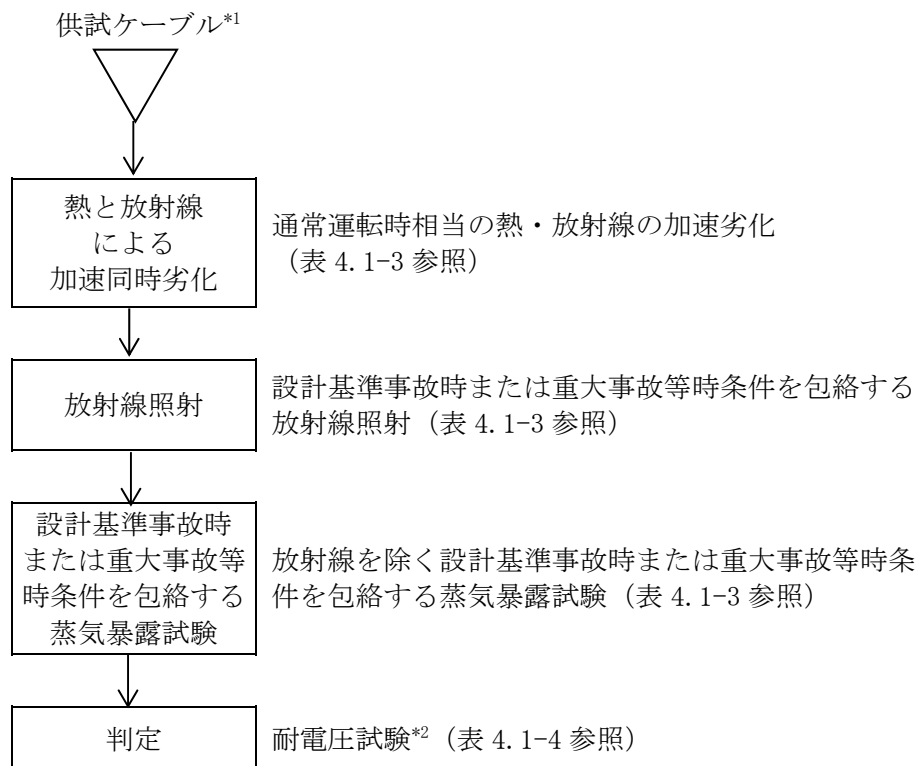 供試ケーブル*1
熱と放射線
による
加速同時劣化
通常運転時相当の熱・放射線の加速劣化
（表 4.1-3 参照）
放射線照射
設計基準事故時または重大事故等時条件を包絡する
放射線照射（表 4.1-3 参照）
設計基準事故時
または重大事故等
時条件を包絡する
蒸気暴露試験
放射線を除く設計基準事故時または重大事故等時条
件を包絡する蒸気暴露試験（表 4.1-3 参照）
判定
耐電圧試験*2（表 4.1-4 参照）